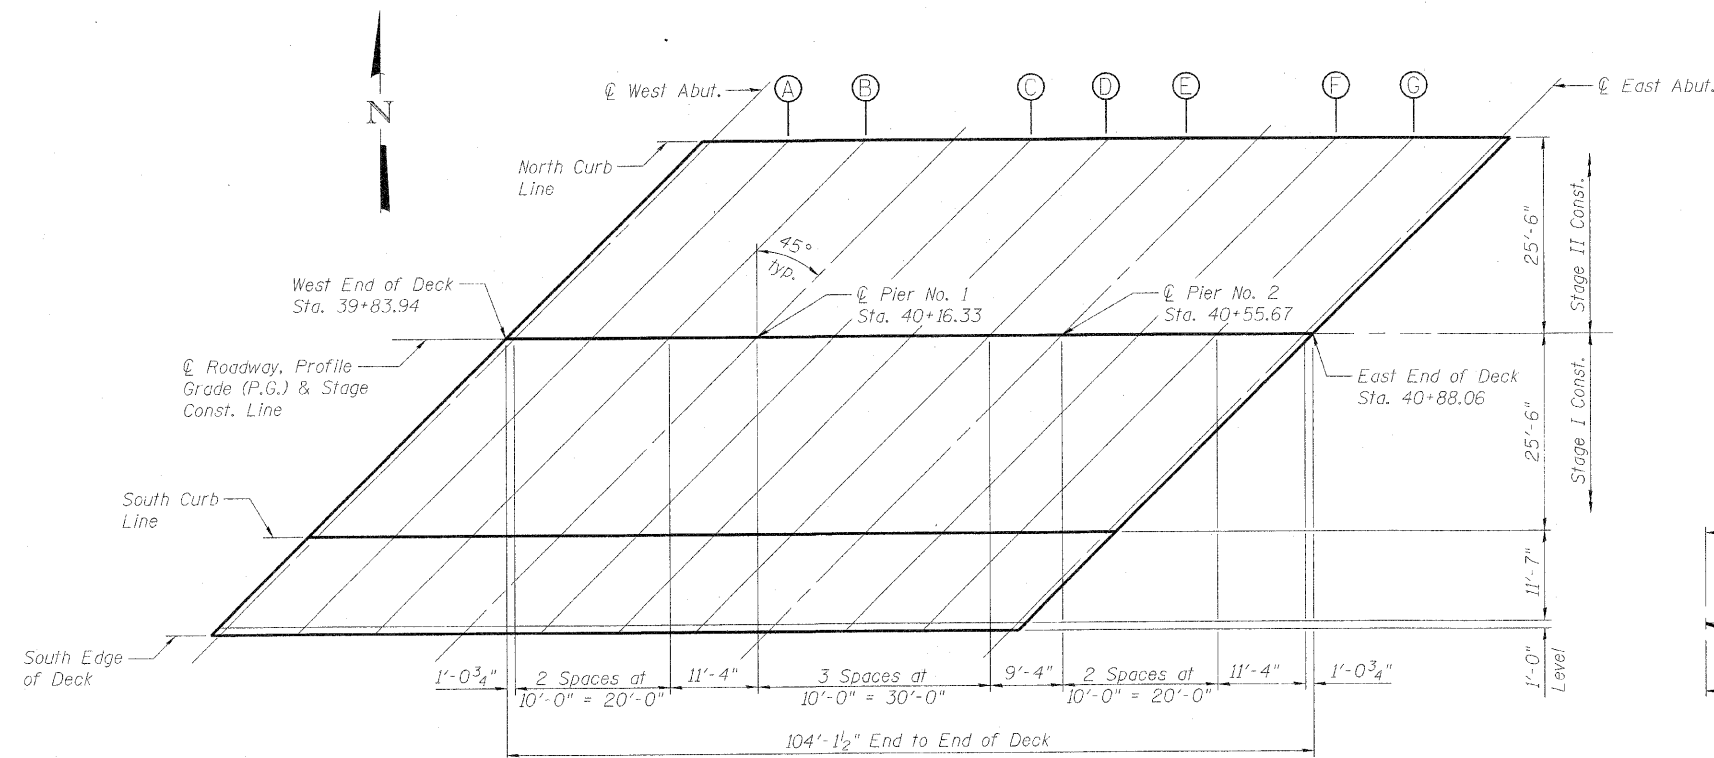 N
℄ West Abut.
A
B
C
D
E
F
G
℄ East Abut.
North Curb
Line
25'-6"
Stage II Const.
45°
typ.
West End of Deck
Sta. 39+83.94
℄ Pier No. 1
Sta. 40+16.33
℄ Pier No. 2
Sta. 40+55.67
℄ Roadway, Profile
Grade (P.G.) & Stage
Const. Line
East End of Deck
Sta. 40+88.06
25'-6"
Stage I Const.
South Curb
Line
11'-7"
South Edge
of Deck
1'-0¾"
2 Spaces at
10'-0" = 20'-0"
11'-4"
3 Spaces at
10'-0" = 30'-0"
9'-4"
2 Spaces at
10'-0" = 20'-0"
11'-4"
1'-0¾"
1'-0"
Level
104'-1½" End to End of Deck